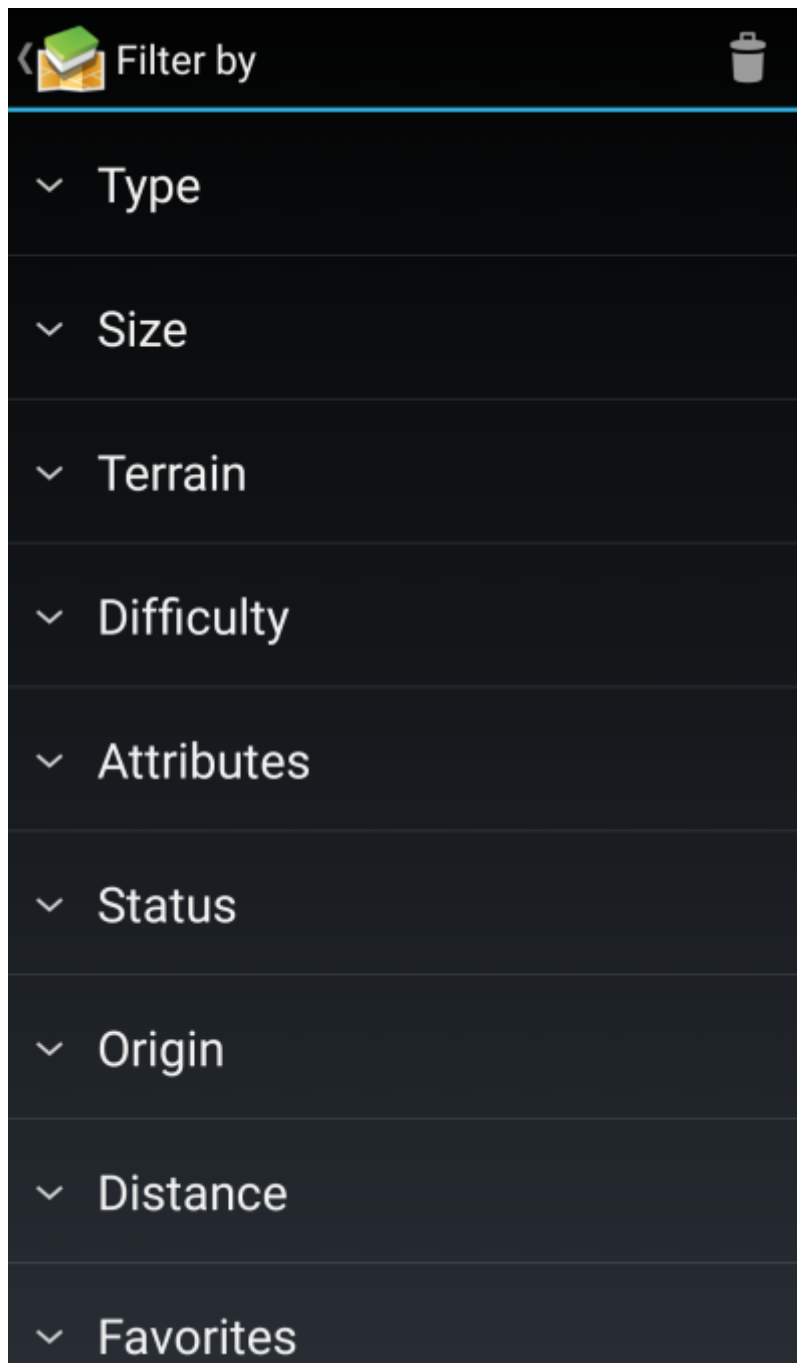 Filter by
Type
Size
Terrain
Difficulty
Attributes
Status
Origin
Distance
Favorites